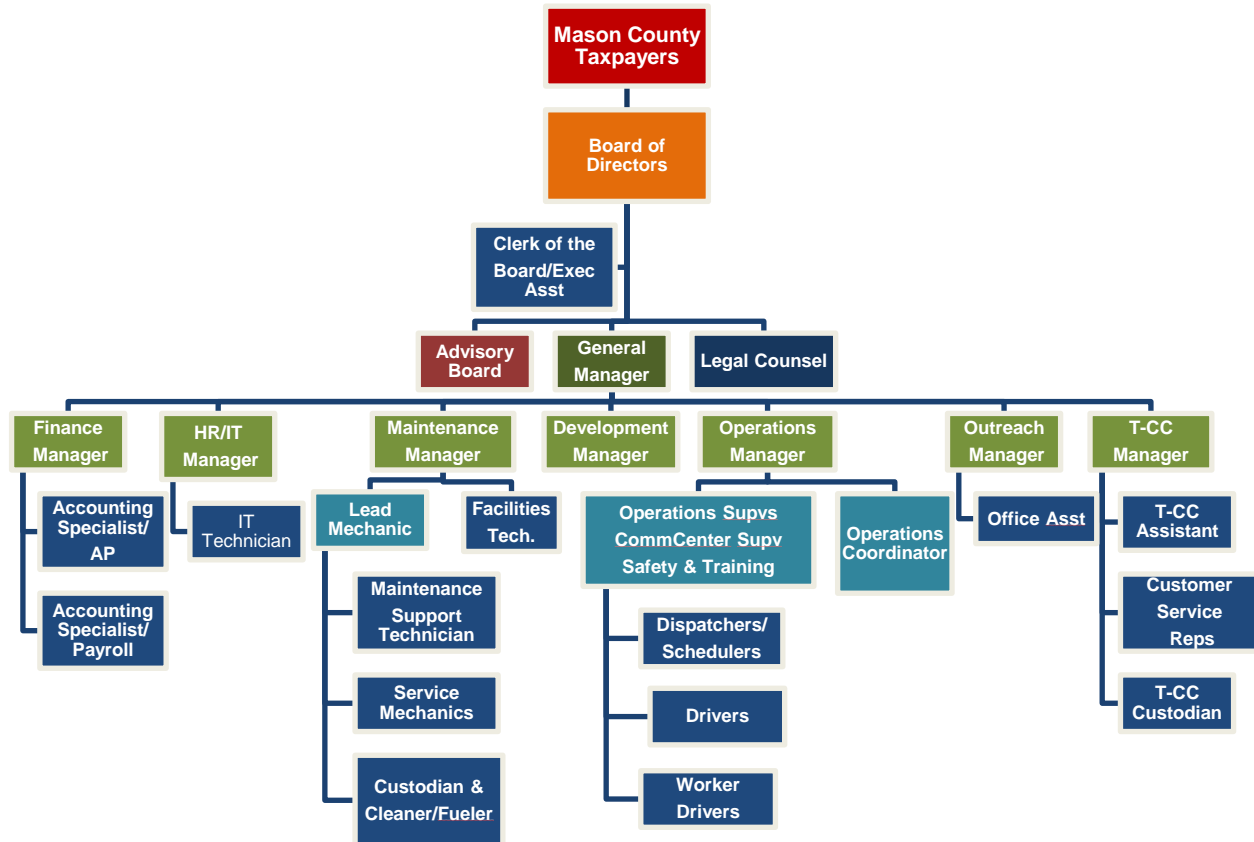 Mason County
Taxpayers
Board of
Directors
Clerk of the
Board/Exec
Asst
Advisory
Board
General
Manager
Legal Counsel
Finance
Manager
HR/IT
Manager
Maintenance
Manager
Development
Manager
Operations
Manager
Outreach
Manager
T-CC
Manager
Accounting
Specialist/
AP
Accounting
Specialist/
Payroll
IT
Technician
Lead
Mechanic
Facilities
Tech.
Maintenance
Support
Technician
Service
Mechanics
Custodian &
Cleaner/Fueler
Operations Supvs
CommCenter Supv
Safety & Training
Operations
Coordinator
Dispatchers/
Schedulers
Drivers
Worker
Drivers
Office Asst
T-CC
Assistant
Customer
Service
Reps
T-CC
Custodian